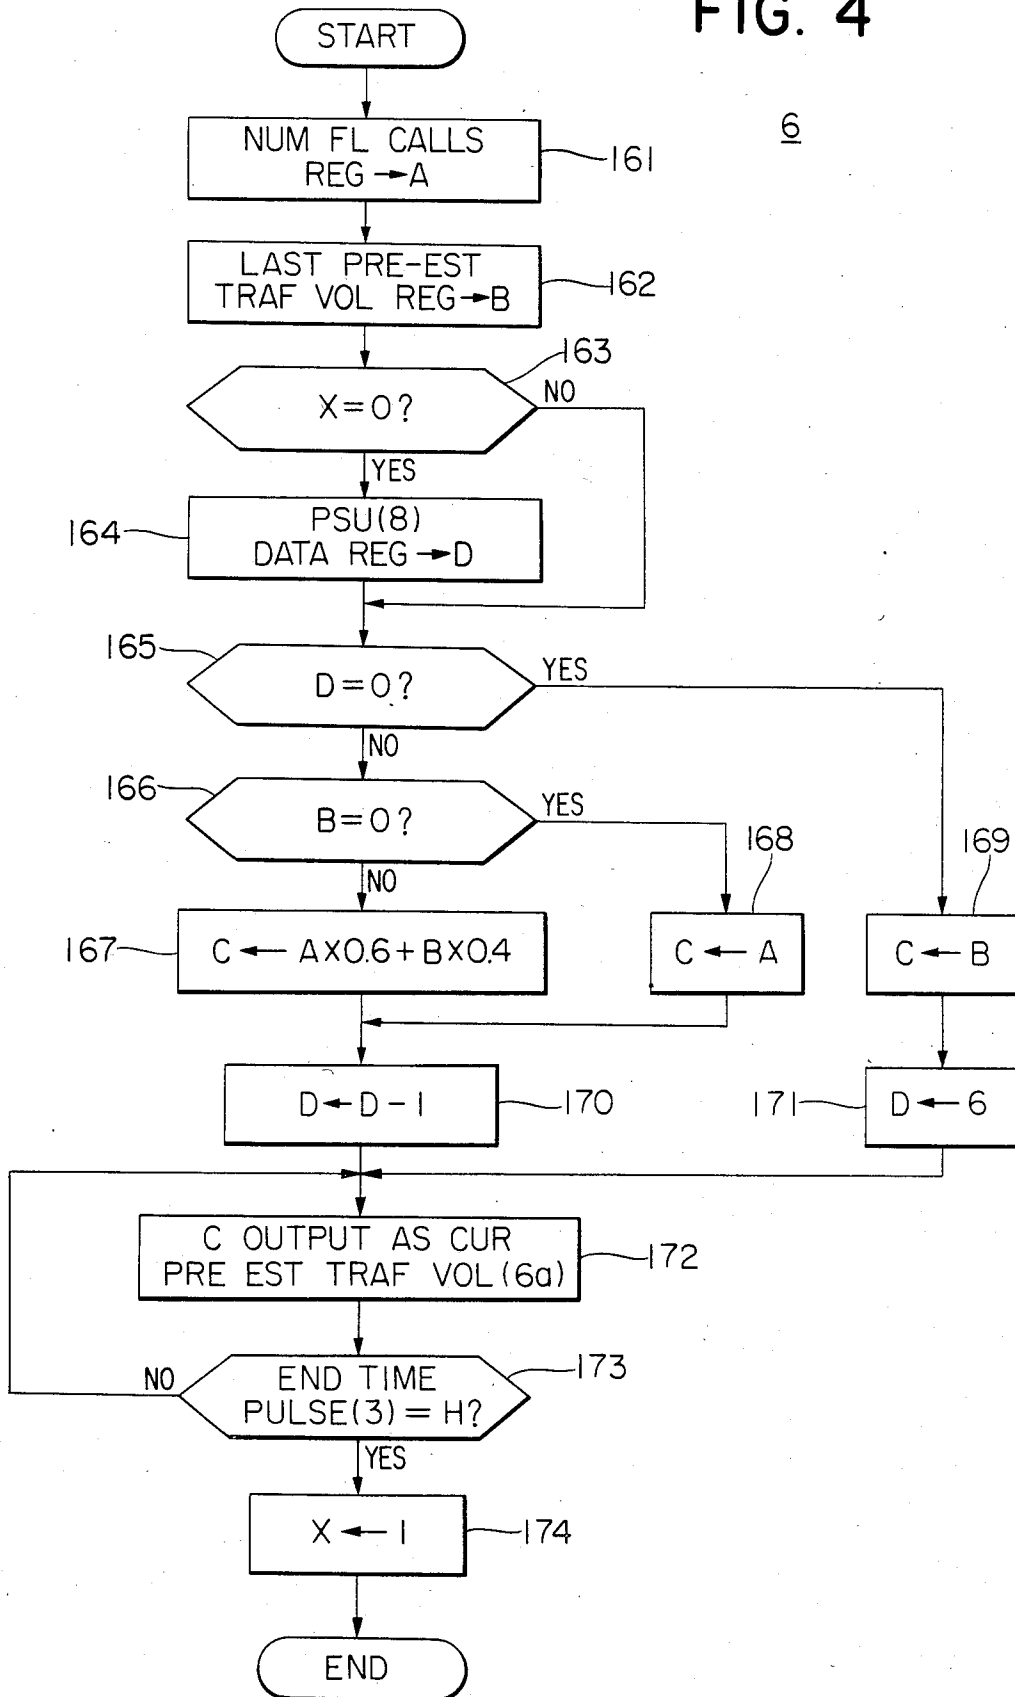 FIG. 4
6
START
NUM FL CALLS
REG → A
161
LAST PRE-EST
TRAF VOL REG → B
162
163
X = 0 ?
NO
YES
PSU(8)
DATA REG → D
164
165
D = 0 ?
YES
NO
166
B = 0 ?
YES
NO
168
169
167
C ← A X 0.6 + B X 0.4
C ← A
C ← B
D ← D - 1
170
171
D ← 6
C OUTPUT AS CUR
PRE EST TRAF VOL (6a)
172
173
NO
END TIME
PULSE(3) = H?
YES
X ← 1
174
END